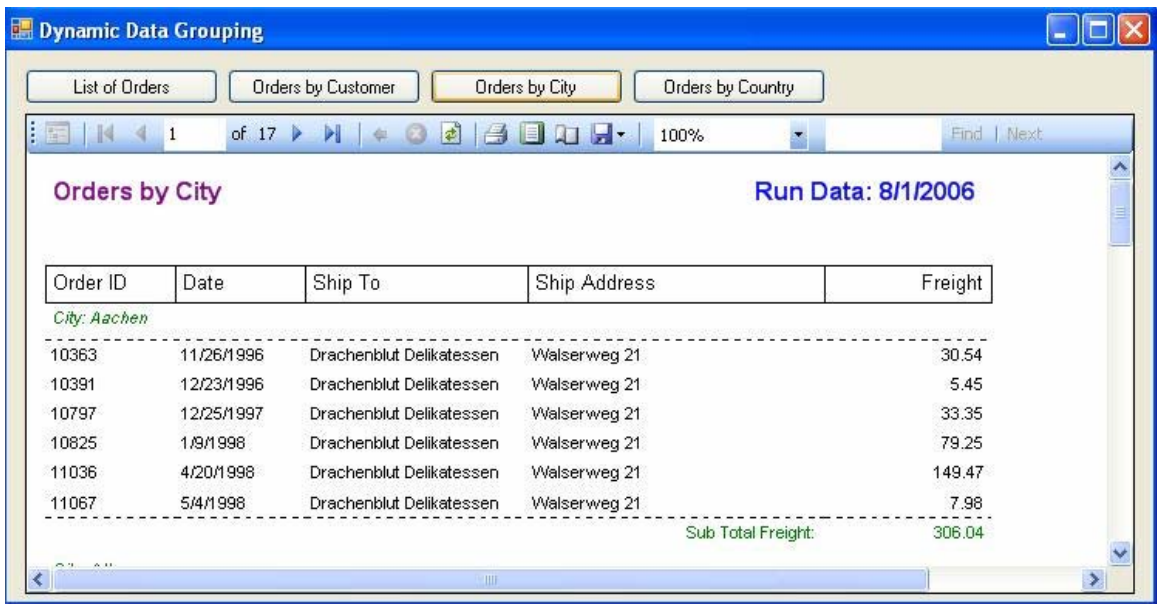 Dynamic Data Grouping
List of Orders Orders by Customer Orders by City Orders by Country
1 of 17 100% Find | Next
Orders by City Run Data: 8/1/2006
Order ID Date Ship To Ship Address Freight
City: Aachen
10363 11/26/1996 Drachenblut Delikatessen Walserweg 21 30.54
10391 12/23/1996 Drachenblut Delikatessen Walserweg 21 5.45
10797 12/25/1997 Drachenblut Delikatessen Walserweg 21 33.35
10825 1/9/1998 Drachenblut Delikatessen Walserweg 21 79.25
11036 4/20/1998 Drachenblut Delikatessen Walserweg 21 149.47
11067 5/4/1998 Drachenblut Delikatessen Walserweg 21 7.98
Sub Total Freight: 306.04